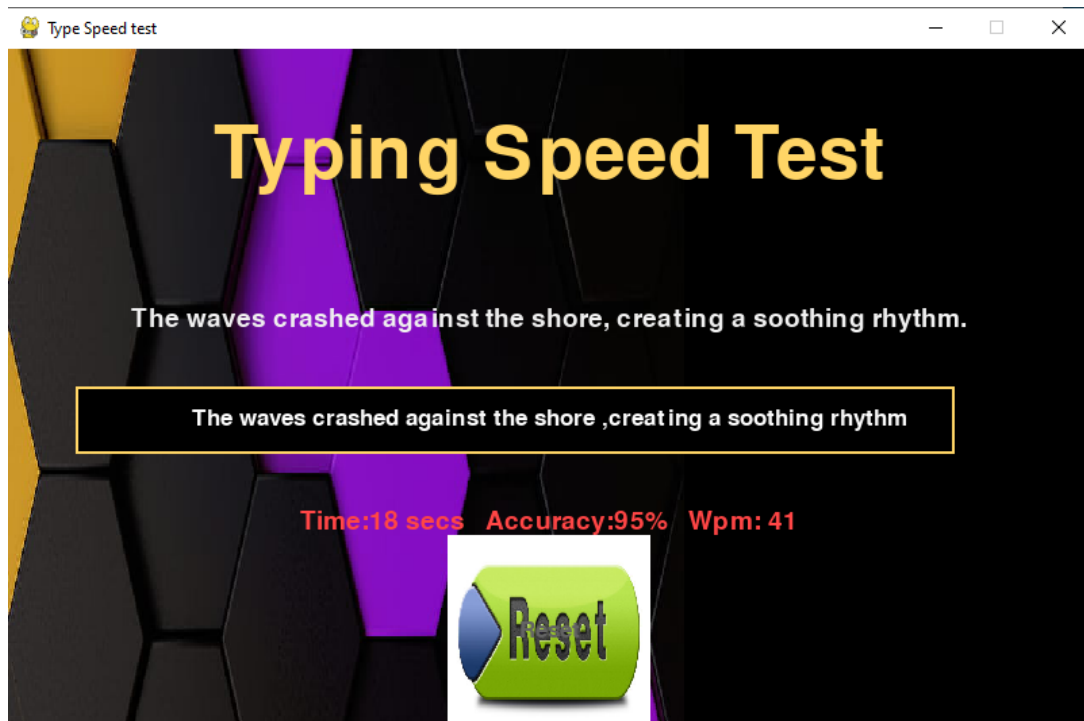 Type Speed test
Typing Speed Test
The waves crashed against the shore, creating a soothing rhythm.
The waves crashed against the shore ,creating a soothing rhythm
Time:18 secs Accuracy:95% Wpm: 41
Reset
Reset